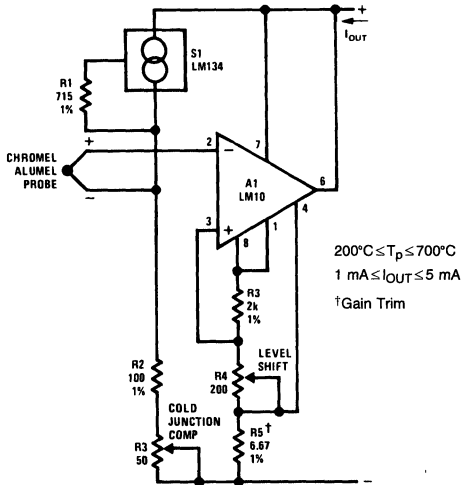 +
IOUT
S1
LM134
R1
715
1%
+
CHROMEL
ALUMEL
PROBE
−
2
−
7
A1
LM10
6
4
3
+
1
8
200°C≤Tp≤700°C
1 mA≤IOUT≤5 mA
†Gain Trim
R3
2k
1%
LEVEL
SHIFT
R4
200
R2
100
1%
COLD
JUNCTION
COMP
R3
50
R5†
6.67
1%
−